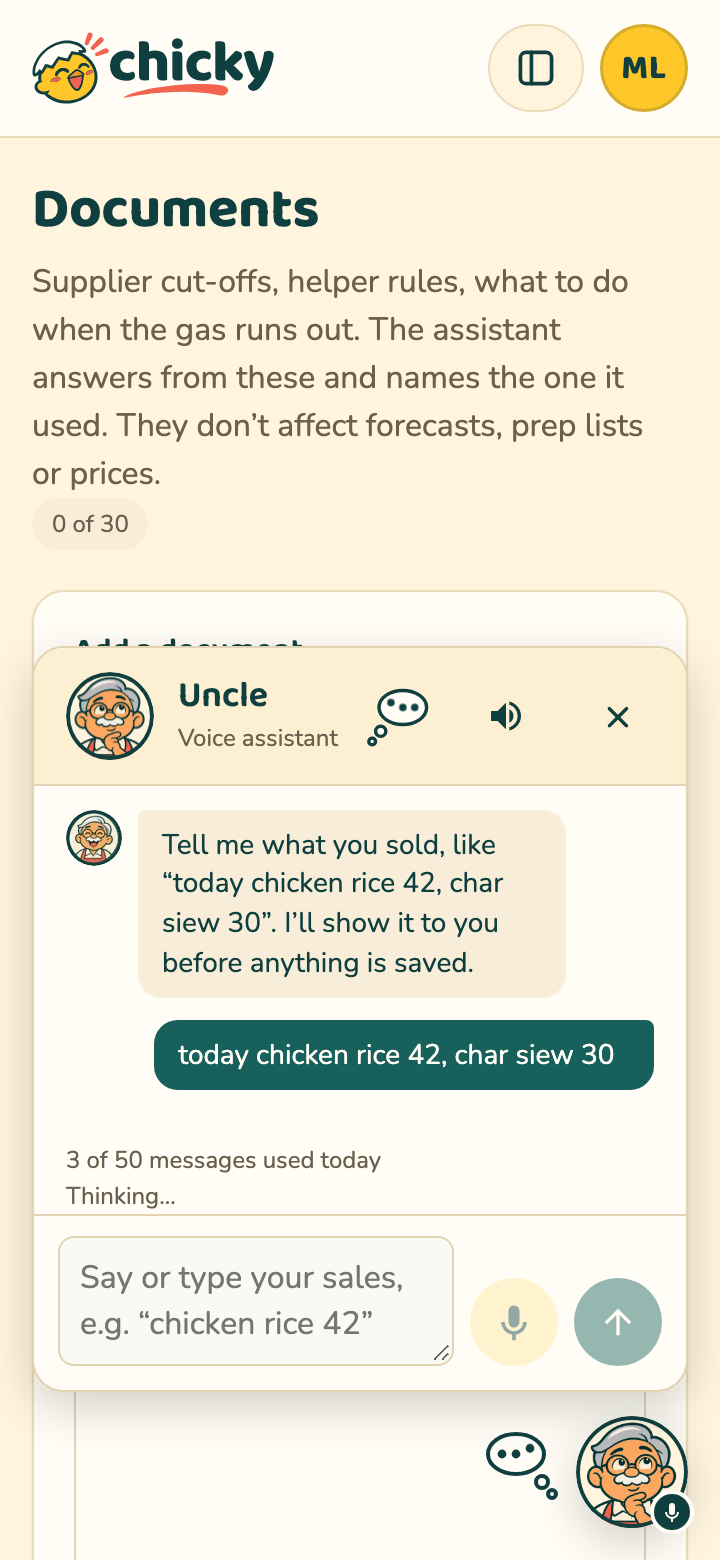 chicky
ML
Documents
Supplier cut-offs, helper rules, what to do
when the gas runs out. The assistant
answers from these and names the one it
used. They don’t affect forecasts, prep lists
or prices.
0 of 30
Add a document
Uncle
Voice assistant
Tell me what you sold, like
“today chicken rice 42, char
siew 30”. I’ll show it to you
before anything is saved.
today chicken rice 42, char siew 30
3 of 50 messages used today
Thinking...
Say or type your sales,
e.g. “chicken rice 42”